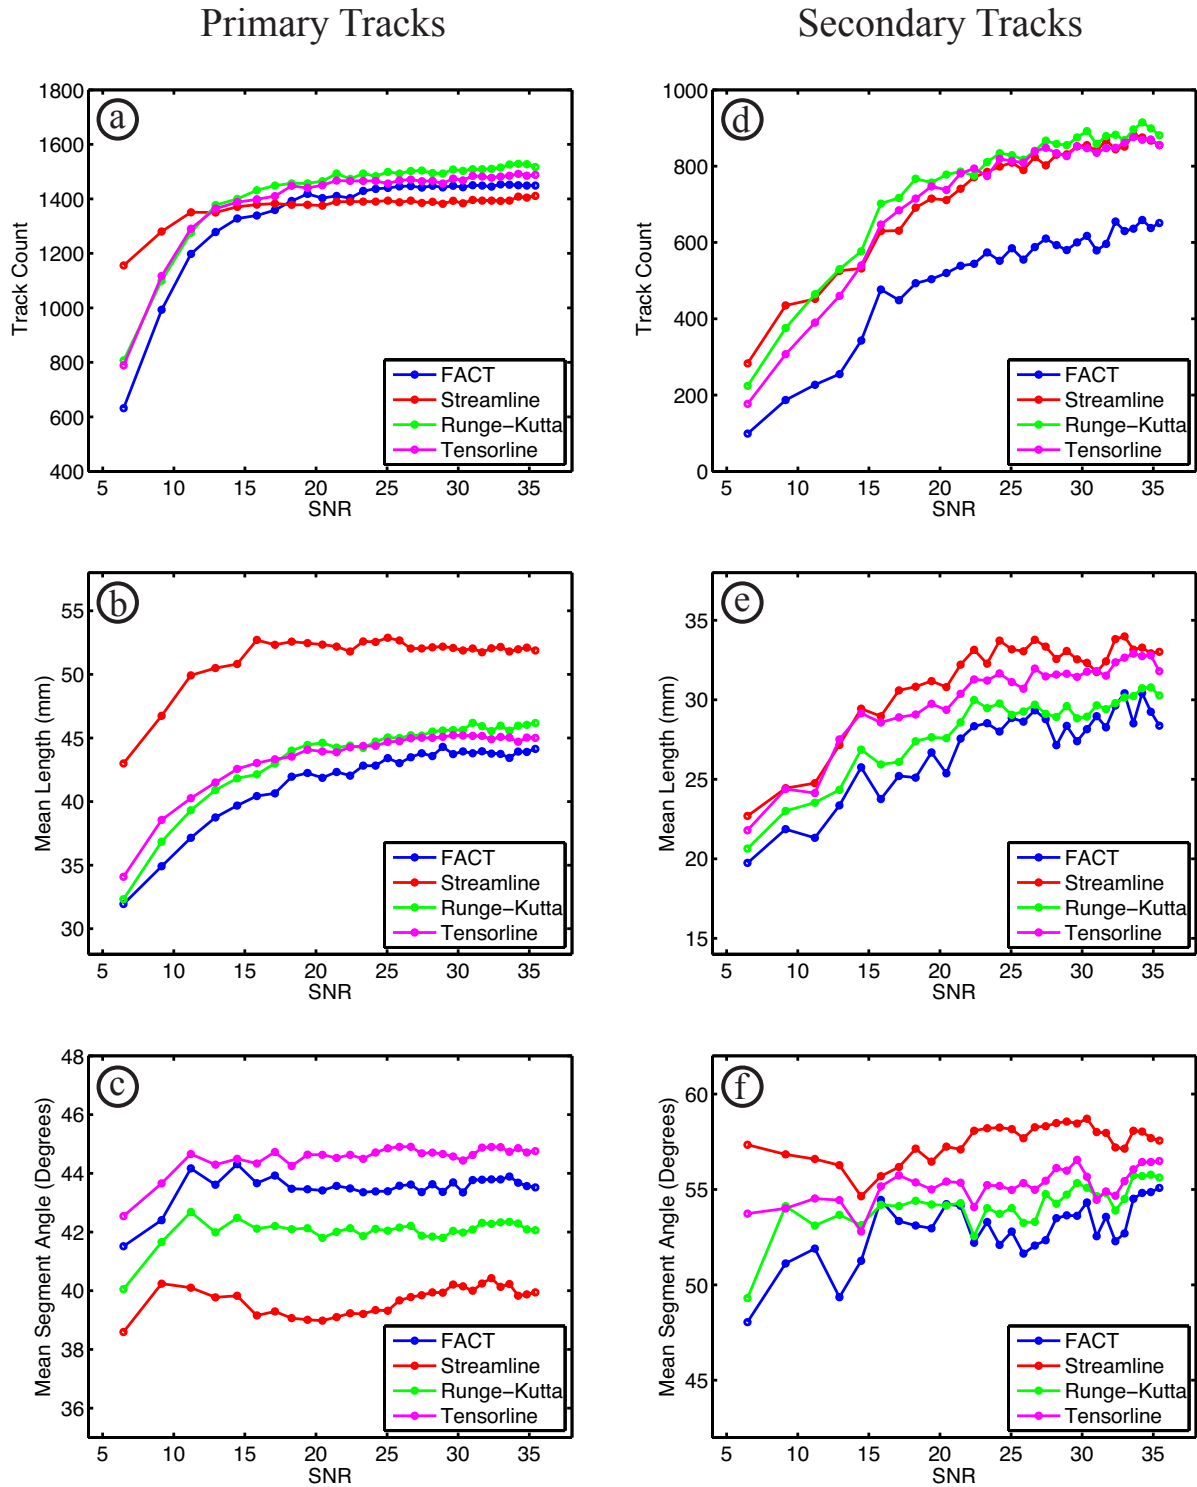 Primary Tracks
Secondary Tracks
a
1800
1600
1400
1200
1000
800
600
400
Track Count
5 10 15 20 25 30 35
SNR
FACT
Streamline
Runge−Kutta
Tensorline
d
1000
800
600
400
200
0
Track Count
5 10 15 20 25 30 35
SNR
FACT
Streamline
Runge−Kutta
Tensorline
b
55
50
45
40
35
30
Mean Length (mm)
5 10 15 20 25 30 35
SNR
FACT
Streamline
Runge−Kutta
Tensorline
e
35
30
25
20
15
Mean Length (mm)
5 10 15 20 25 30 35
SNR
FACT
Streamline
Runge−Kutta
Tensorline
c
48
46
44
42
40
38
36
Mean Segment Angle (Degrees)
5 10 15 20 25 30 35
SNR
FACT
Streamline
Runge−Kutta
Tensorline
f
60
55
50
45
Mean Segment Angle (Degrees)
5 10 15 20 25 30 35
SNR
FACT
Streamline
Runge−Kutta
Tensorline